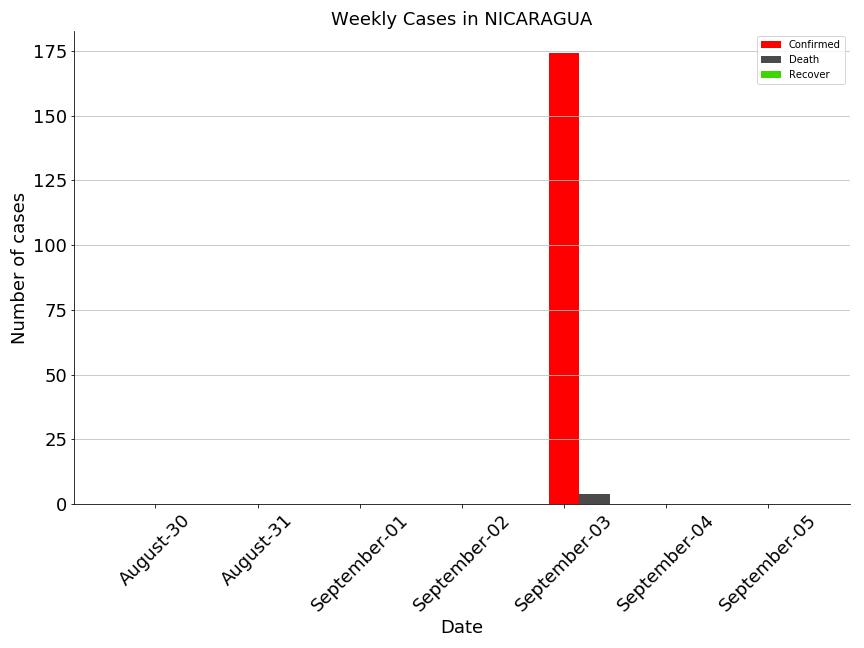 Weekly Cases in NICARAGUA
Confirmed
Death
Recover
175
150
125
100
75
50
25
0
Number of cases
August-30
August-31
September-01
September-02
September-03
September-04
September-05
Date